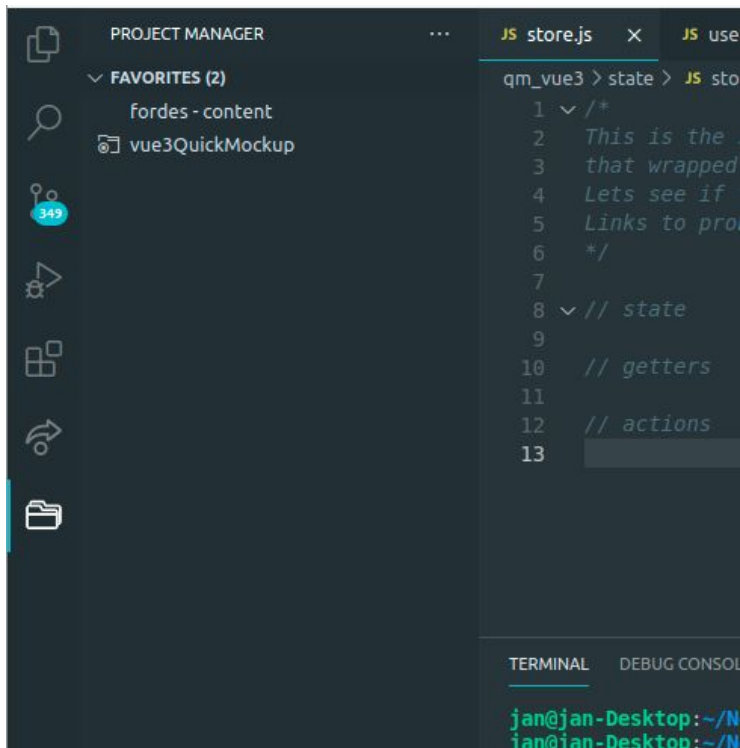 PROJECT MANAGER
FAVORITES (2)
fordes - content
vue3QuickMockup
349
JS store.js
JS use
qm_vue3 > state > JS sto
1 /*
2 This is the
3 that wrapped
4 Lets see if
5 Links to pro
6 */
7
8 // state
9
10 // getters
11
12 // actions
13
TERMINAL DEBUG CONSOL
jan@jan-Desktop:~/N
jan@jan-Desktop:~/N